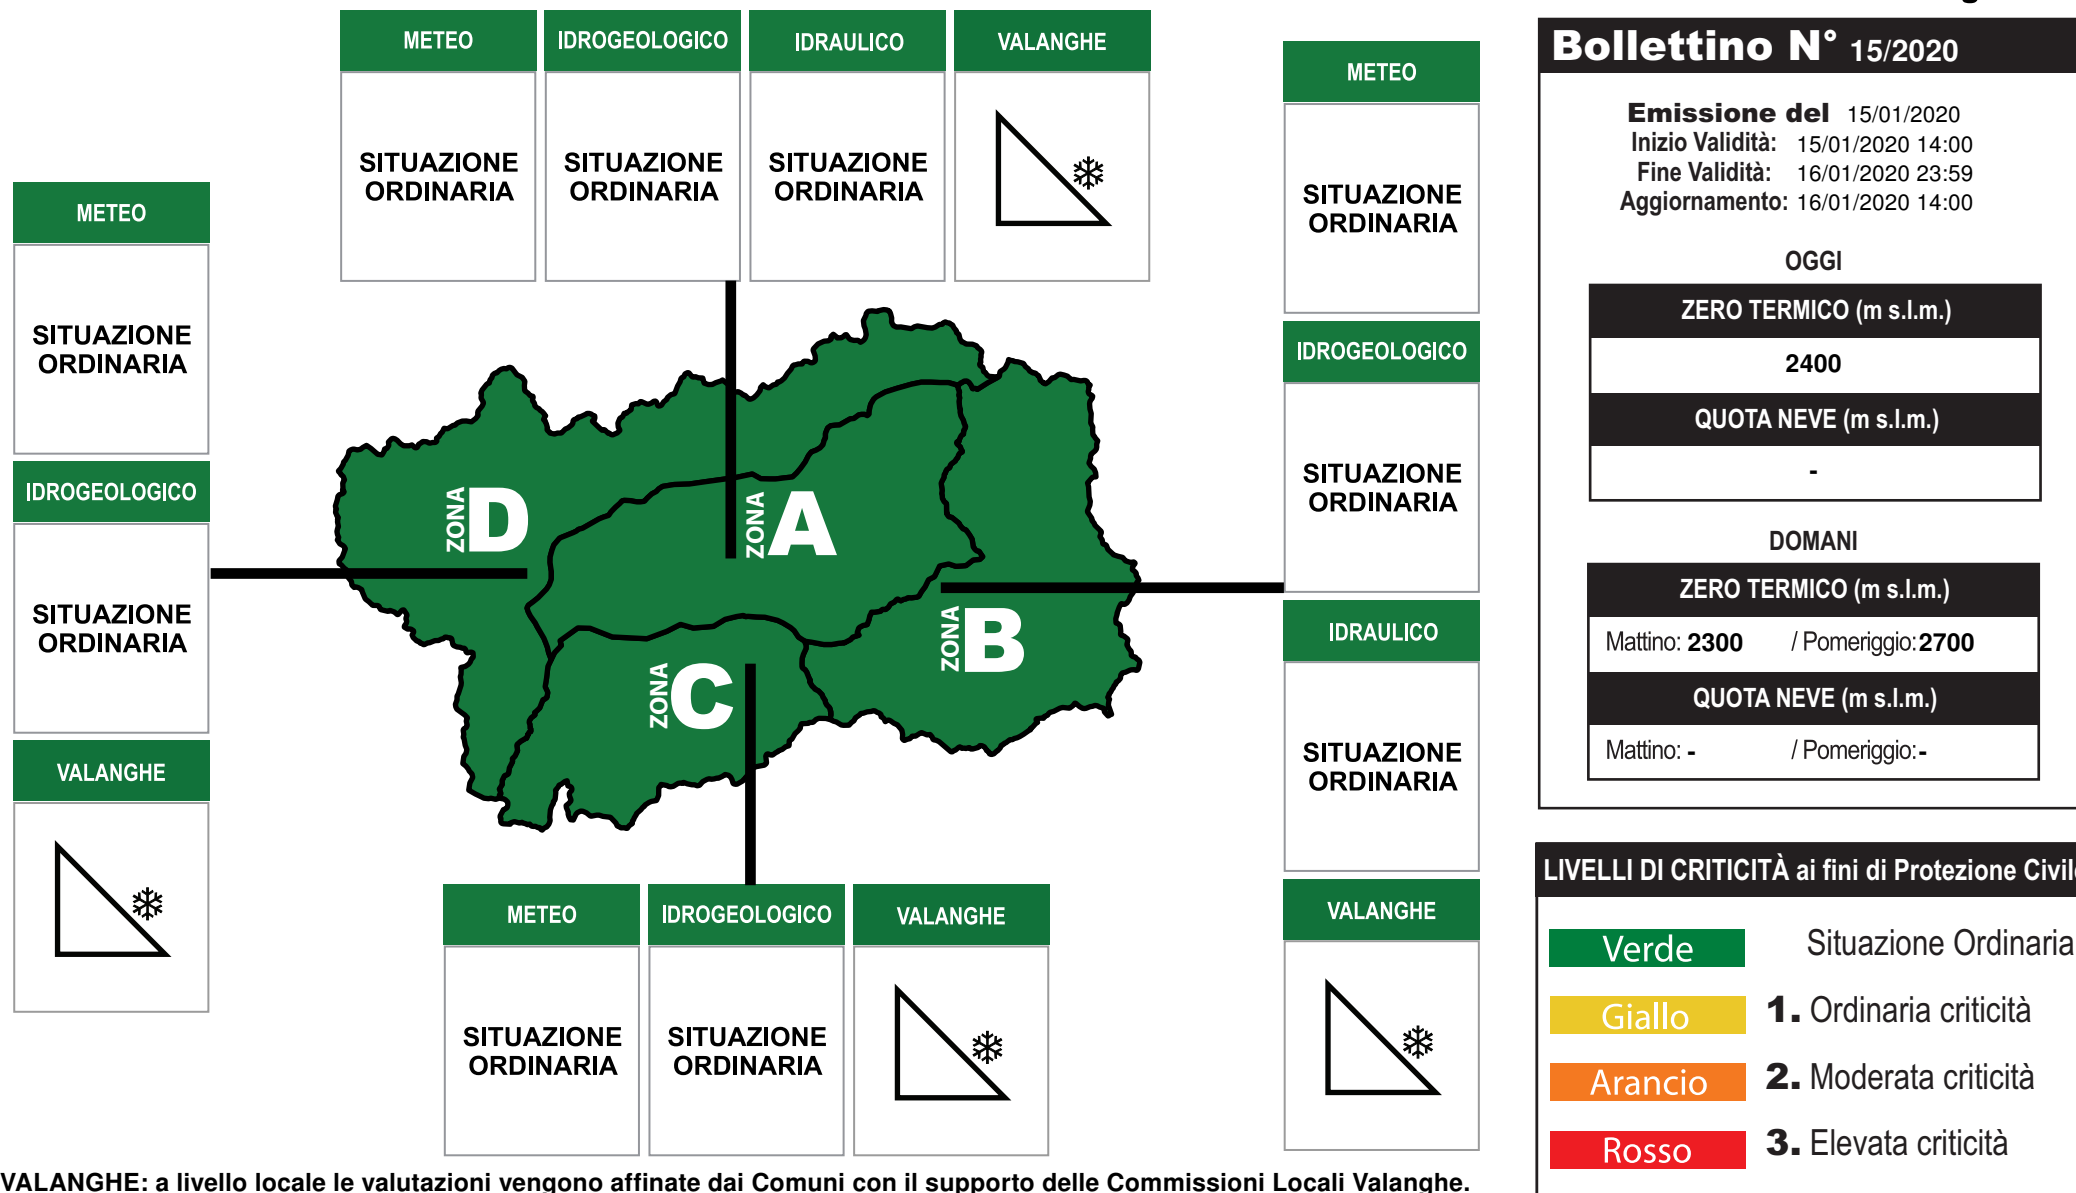 METEO
IDROGEOLOGICO
IDRAULICO
VALANGHE
SITUAZIONE
ORDINARIA
SITUAZIONE
ORDINARIA
SITUAZIONE
ORDINARIA
METEO
SITUAZIONE
ORDINARIA
IDROGEOLOGICO
SITUAZIONE
ORDINARIA
VALANGHE
ZONA D
ZONA A
ZONA B
ZONA C
METEO
SITUAZIONE
ORDINARIA
IDROGEOLOGICO
SITUAZIONE
ORDINARIA
IDRAULICO
SITUAZIONE
ORDINARIA
VALANGHE
METEO
IDROGEOLOGICO
VALANGHE
SITUAZIONE
ORDINARIA
SITUAZIONE
ORDINARIA
VALANGHE: a livello locale le valutazioni vengono affinate dai Comuni con il supporto delle Commissioni Locali Valanghe.
Bollettino N° 15/2020
Emissione del 15/01/2020
Inizio Validità: 15/01/2020 14:00
Fine Validità: 16/01/2020 23:59
Aggiornamento: 16/01/2020 14:00
OGGI
ZERO TERMICO (m s.l.m.)
2400
QUOTA NEVE (m s.l.m.)
-
DOMANI
ZERO TERMICO (m s.l.m.)
Mattino: 2300 / Pomeriggio: 2700
QUOTA NEVE (m s.l.m.)
Mattino: - / Pomeriggio: -
LIVELLI DI CRITICITÀ ai fini di Protezione Civile
Verde Situazione Ordinaria
Giallo 1. Ordinaria criticità
Arancio 2. Moderata criticità
Rosso 3. Elevata criticità